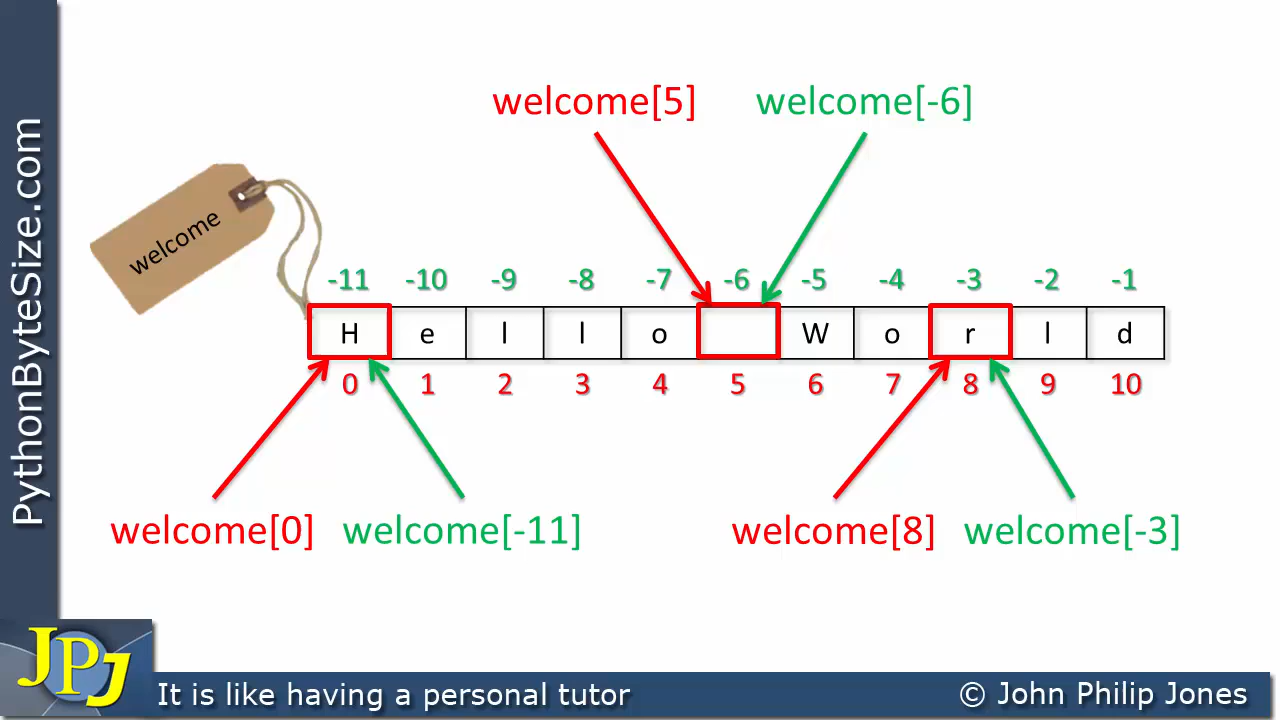 PythonByteSize.com
welcome[5] welcome[-6]
welcome
-11 -10 -9 -8 -7 -6 -5 -4 -3 -2 -1
H e l l o W o r l d
0 1 2 3 4 5 6 7 8 9 10
welcome[0] welcome[-11] welcome[8] welcome[-3]
JPJ
It is like having a personal tutor © John Philip Jones